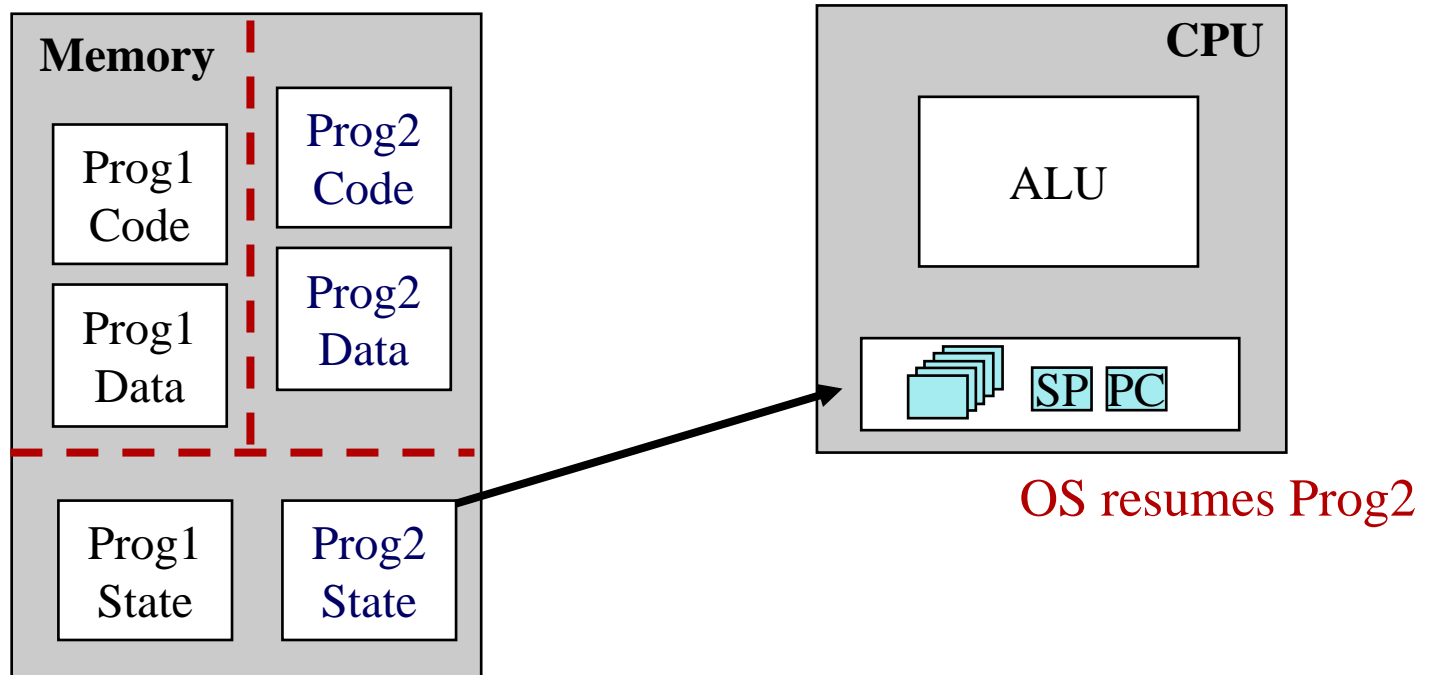 Memory
Prog1
Code
Prog1
Data
Prog2
Code
Prog2
Data
Prog1
State
Prog2
State
CPU
ALU
SP PC
OS resumes Prog2